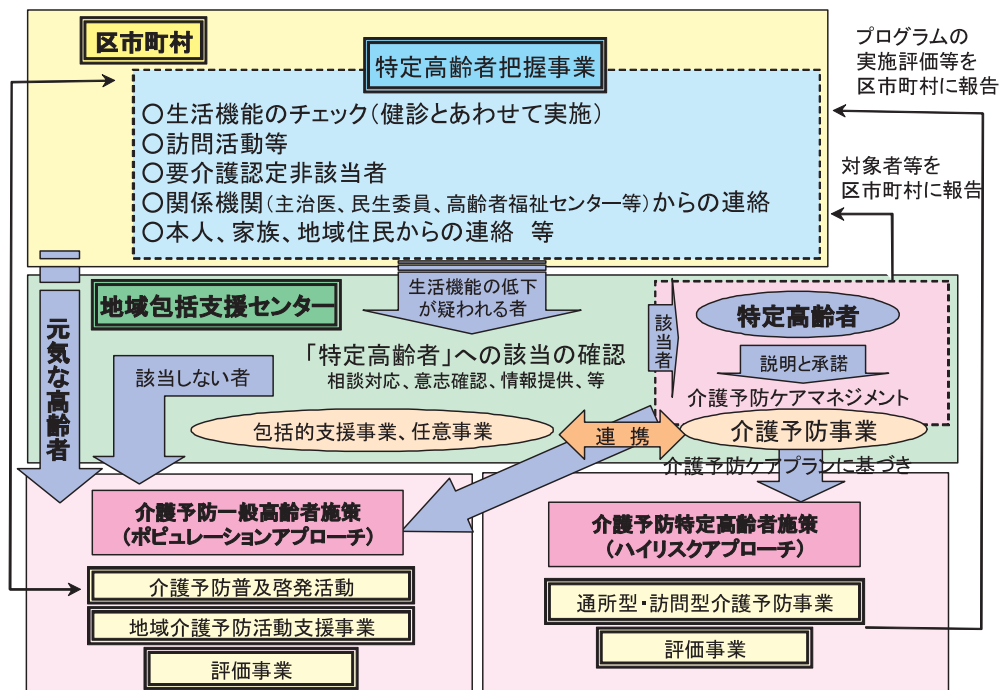 区市町村
特定高齢者把握事業
○生活機能のチェック(健診とあわせて実施)
○訪問活動等
○要介護認定非該当者
○関係機関(主治医、民生委員、高齢者福祉センター等)からの連絡
○本人、家族、地域住民からの連絡 等
プログラムの
実施評価等を
区市町村に報告
対象者等を
区市町村に報告
地域包括支援センター
生活機能の低下
が疑われる者
「特定高齢者」への該当の確認
相談対応、意志確認、情報提供、等
該当者
特定高齢者
説明と承諾
介護予防ケアマネジメント
元気な高齢者
該当しない者
包括的支援事業、任意事業
連 携
介護予防事業
介護予防ケアプランに基づき
介護予防一般高齢者施策
(ポピュレーションアプローチ)
介護予防普及啓発活動
地域介護予防活動支援事業
評価事業
介護予防特定高齢者施策
(ハイリスクアプローチ)
通所型・訪問型介護予防事業
評価事業